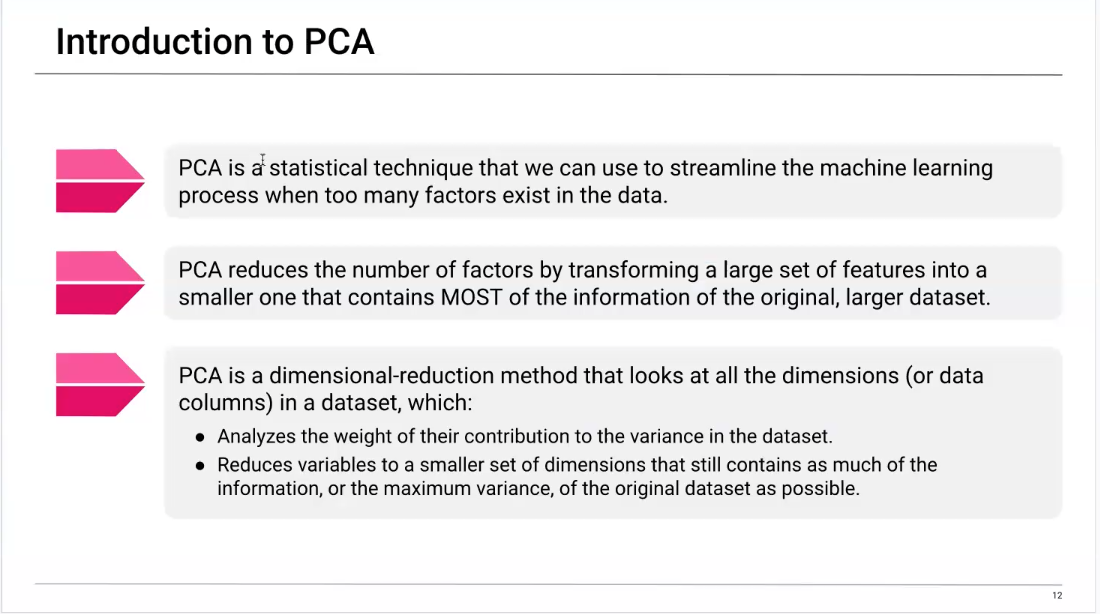 Introduction to PCA
PCA is a statistical technique that we can use to streamline the machine learning
process when too many factors exist in the data.
PCA reduces the number of factors by transforming a large set of features into a
smaller one that contains MOST of the information of the original, larger dataset.
PCA is a dimensional-reduction method that looks at all the dimensions (or data
columns) in a dataset, which:
● Analyzes the weight of their contribution to the variance in the dataset.
● Reduces variables to a smaller set of dimensions that still contains as much of the
information, or the maximum variance, of the original dataset as possible.
12